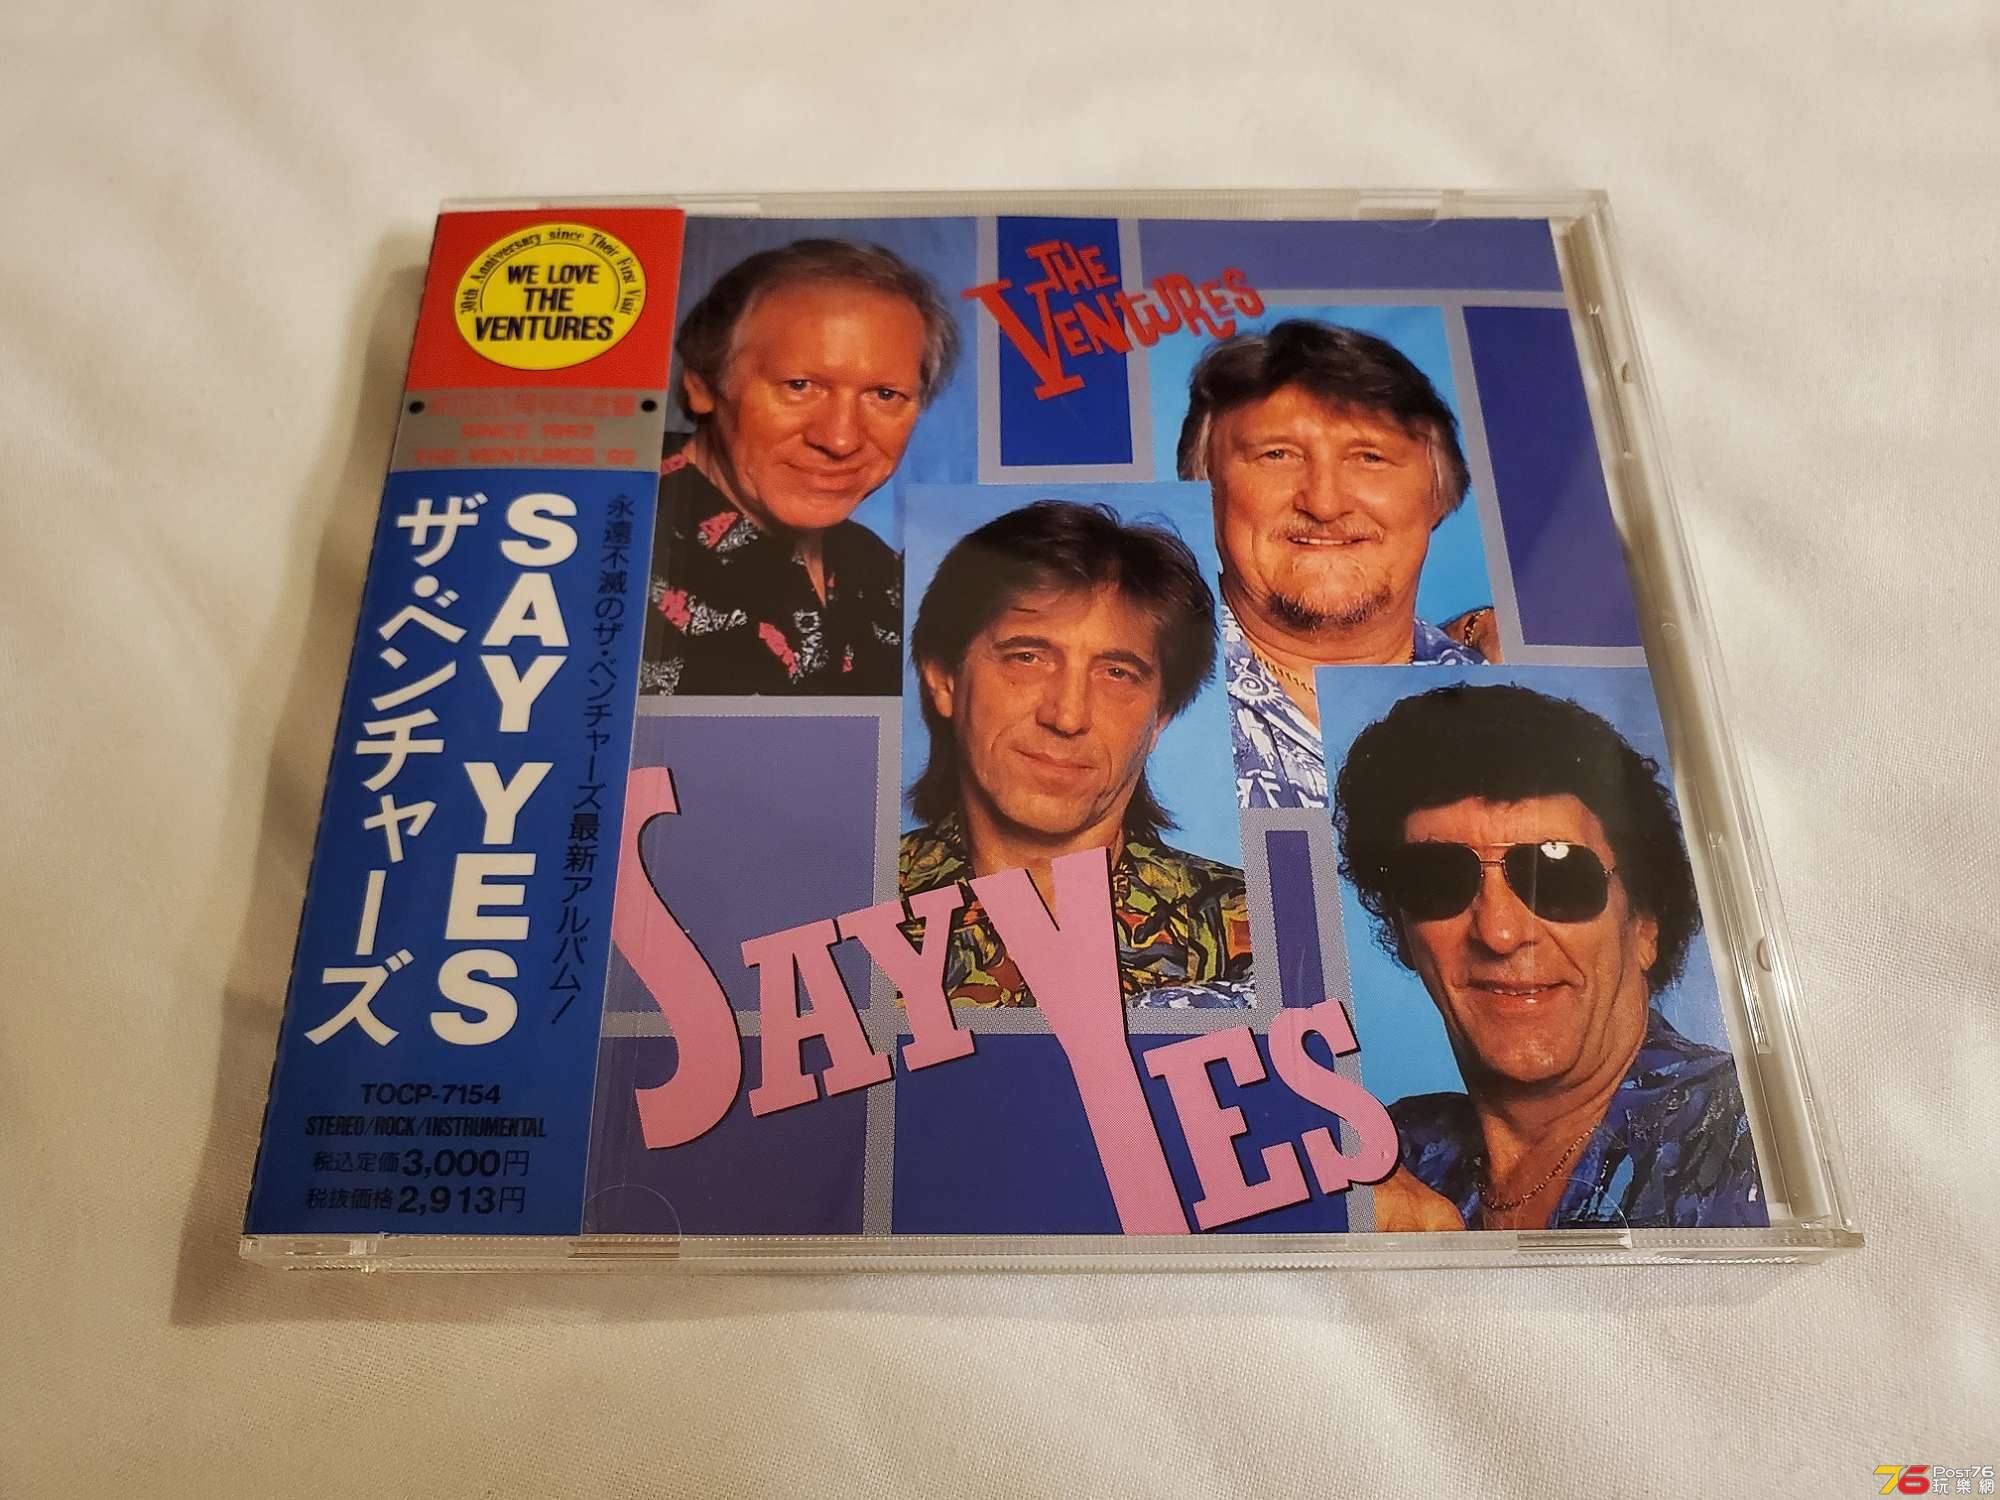 30th Anniversary since Their First Visit
WE LOVE
THE
VENTURES
SINCE 1962
THE VENTURES '92
永遠不滅のザ・ベンチャーズ最新アルバム!
SAY YES
ザ・ベンチャーズ
TOCP-7154
STEREO/ROCK/INSTRUMENTAL
税込定価3,000円
税抜価格2,913円
THE
VENTURES
SAY YES
76 POST76
玩樂網